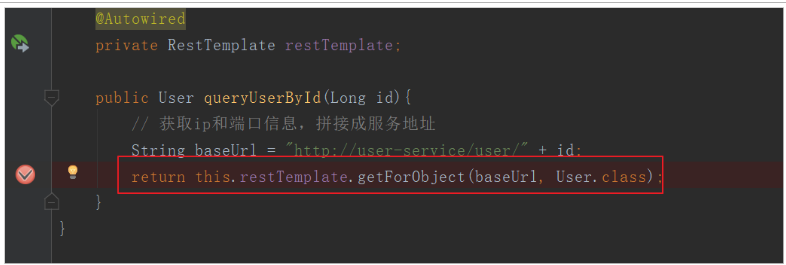 @Autowired
private RestTemplate restTemplate;
public User queryUserById(Long id){
// 获取ip和端口信息，拼接成服务地址
String baseUrl = "http://user-service/user/" + id;
return this.restTemplate.getForObject(baseUrl, User.class);
}
}